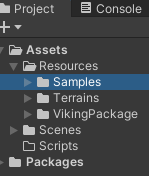 Project Console
Assets
Resources
Samples
Terrains
VikingPackage
Scenes
Scripts
Packages